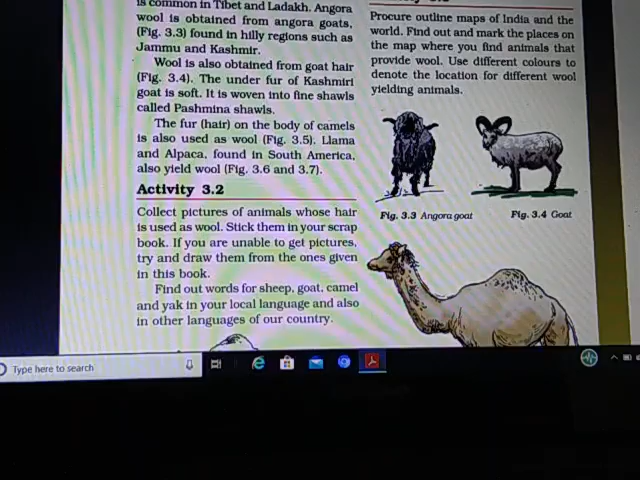 is common in Tibet and Ladakh. Angora
wool is obtained from angora goats,
(Fig. 3.3) found in hilly regions such as
Jammu and Kashmir.
Wool is also obtained from goat hair
(Fig. 3.4). The under fur of Kashmiri
goat is soft. It is woven into fine shawls
called Pashmina shawls.
The fur (hair) on the body of camels
is also used as wool (Fig. 3.5). Llama
and Alpaca, found in South America,
also yield wool (Fig. 3.6 and 3.7).
Activity 3.2
Collect pictures of animals whose hair
is used as wool. Stick them in your scrap
book. If you are unable to get pictures,
try and draw them from the ones given
in this book.
Find out words for sheep, goat, camel
and yak in your local language and also
in other languages of our country.
Procure outline maps of India and the
world. Find out and mark the places on
the map where you find animals that
provide wool. Use different colours to
denote the location for different wool
yielding animals.
Fig. 3.3 Angora goat
Fig. 3.4 Goat
Type here to search